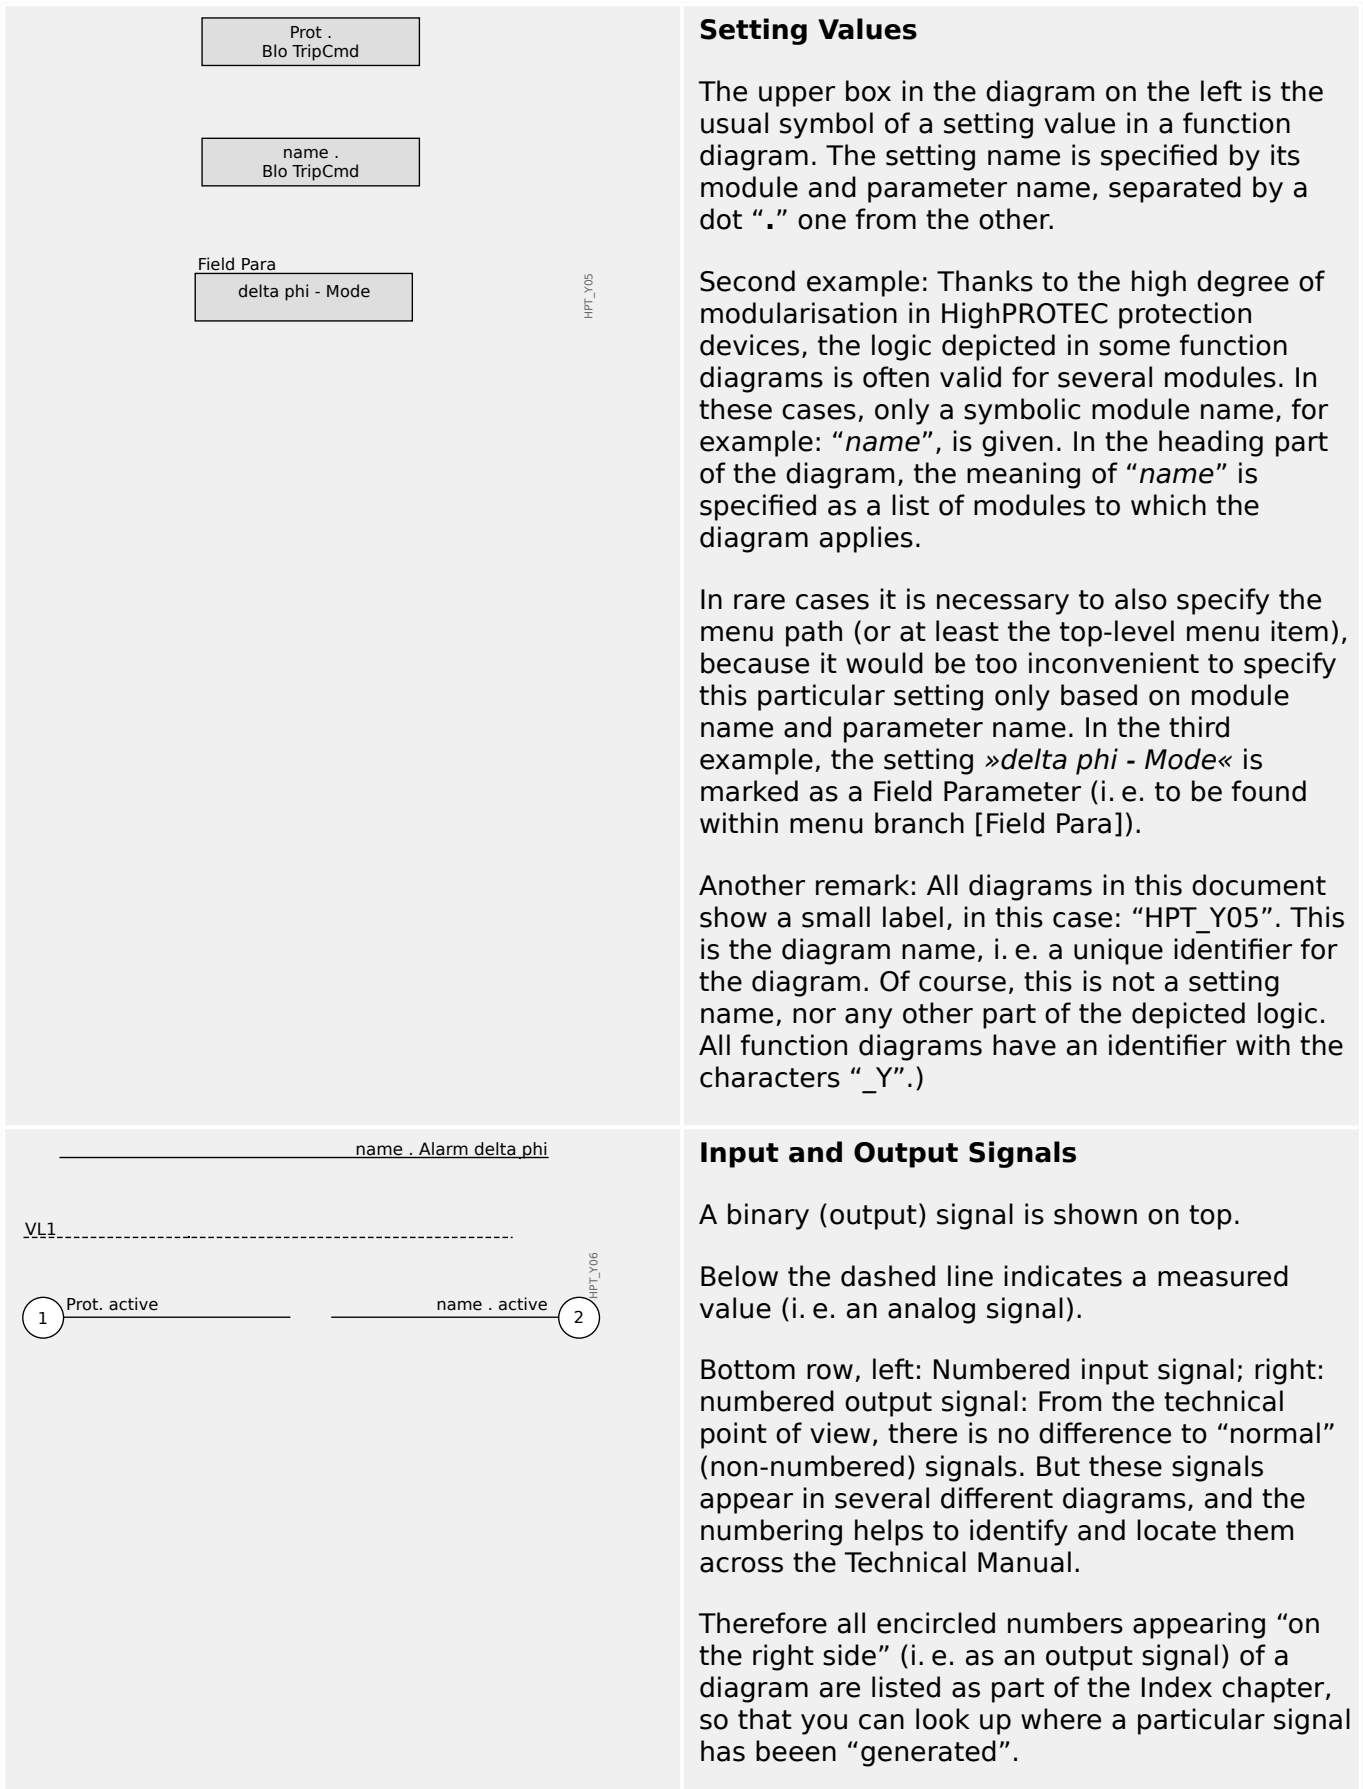 Prot .
Blo TripCmd
name .
Blo TripCmd
Field Para
delta phi - Mode
HPT_Y05
Setting Values
The upper box in the diagram on the left is the
usual symbol of a setting value in a function
diagram. The setting name is specified by its
module and parameter name, separated by a
dot “.” one from the other.
Second example: Thanks to the high degree of
modularisation in HighPROTEC protection
devices, the logic depicted in some function
diagrams is often valid for several modules. In
these cases, only a symbolic module name, for
example: “name”, is given. In the heading part
of the diagram, the meaning of “name” is
specified as a list of modules to which the
diagram applies.
In rare cases it is necessary to also specify the
menu path (or at least the top-level menu item),
because it would be too inconvenient to specify
this particular setting only based on module
name and parameter name. In the third
example, the setting »delta phi - Mode« is
marked as a Field Parameter (i. e. to be found
within menu branch [Field Para]).
Another remark: All diagrams in this document
show a small label, in this case: “HPT_Y05”. This
is the diagram name, i. e. a unique identifier for
the diagram. Of course, this is not a setting
name, nor any other part of the depicted logic.
All function diagrams have an identifier with the
characters “_Y”.)
name . Alarm delta phi
VL1
HPT_Y06
1 Prot. active name . active 2
Input and Output Signals
A binary (output) signal is shown on top.
Below the dashed line indicates a measured
value (i. e. an analog signal).
Bottom row, left: Numbered input signal; right:
numbered output signal: From the technical
point of view, there is no difference to “normal”
(non-numbered) signals. But these signals
appear in several different diagrams, and the
numbering helps to identify and locate them
across the Technical Manual.
Therefore all encircled numbers appearing “on
the right side” (i. e. as an output signal) of a
diagram are listed as part of the Index chapter,
so that you can look up where a particular signal
has beeen “generated”.